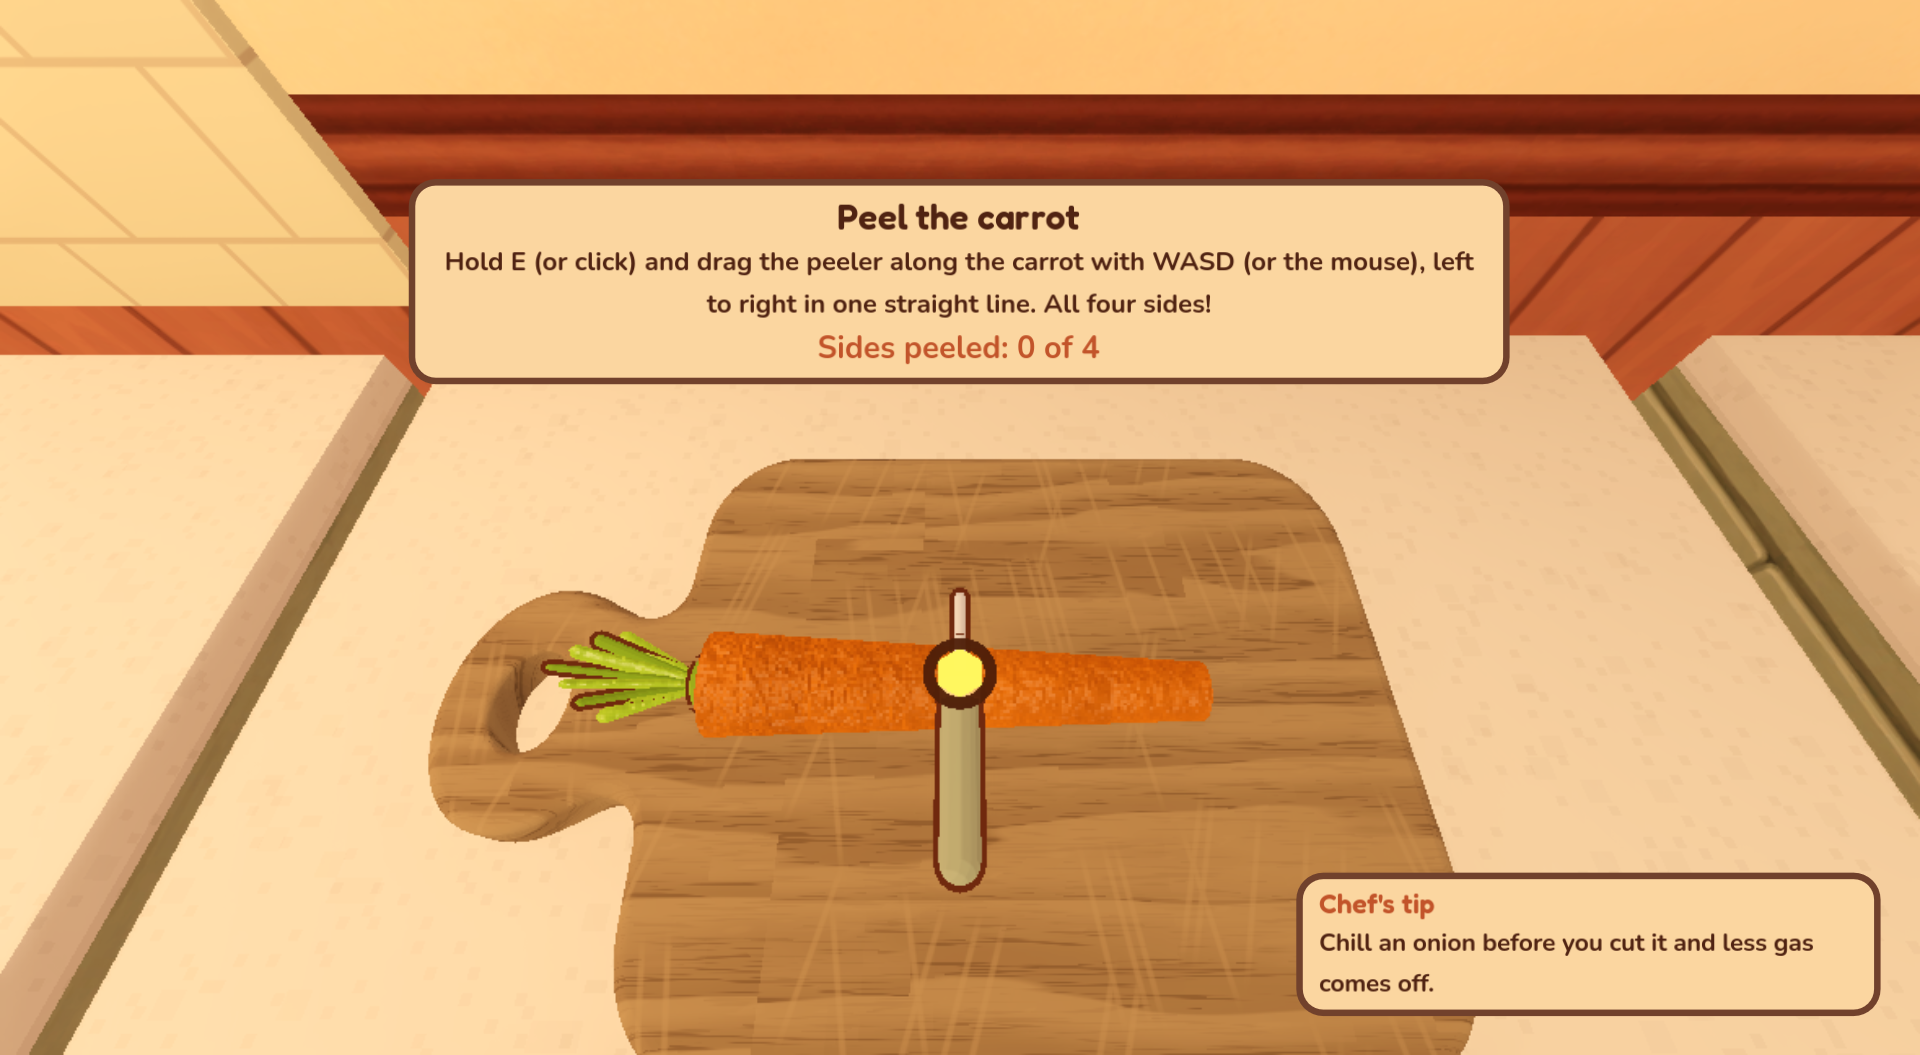 Peel the carrot
Hold E (or click) and drag the peeler along the carrot with WASD (or the mouse), left
to right in one straight line. All four sides!
Sides peeled: 0 of 4
Chef's tip
Chill an onion before you cut it and less gas
comes off.